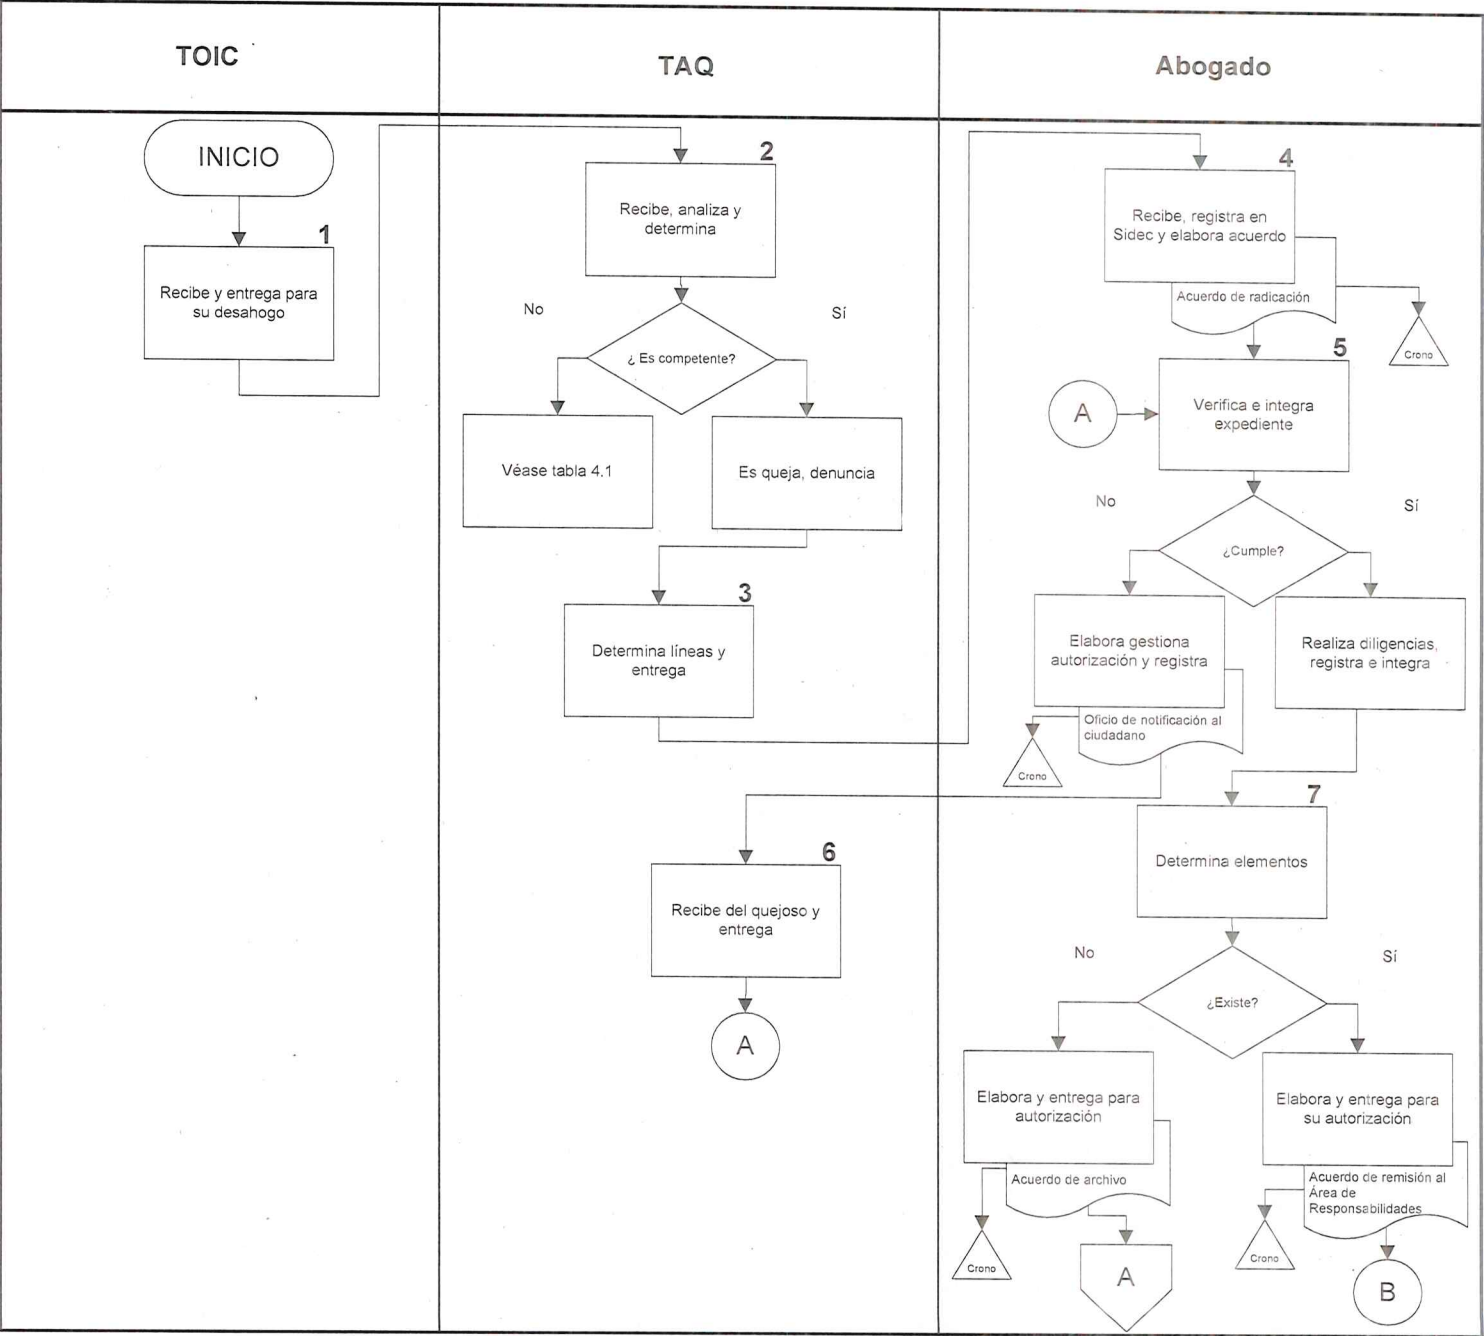 TOIC
TAQ
Abogado
INICIO
1
Recibe y entrega para
su desahogo
2
Recibe, analiza y
determina
No
Sí
¿ Es competente?
Véase tabla 4.1
Es queja, denuncia
3
Determina líneas y
entrega
4
Recibe, registra en
Sidec y elabora acuerdo
Acuerdo de radicación
Crono
5
A
Verifica e integra
expediente
No
Sí
¿Cumple?
Elabora gestiona
autorización y registra
Realiza diligencias,
registra e integra
Oficio de notificación al
ciudadano
Crono
6
Recibe del quejoso y
entrega
A
7
Determina elementos
No
Sí
¿Existe?
Elabora y entrega para
autorización
Elabora y entrega para
su autorización
Acuerdo de archivo
Acuerdo de remisión al
Área de
Responsabilidades
Crono
A
Crono
B